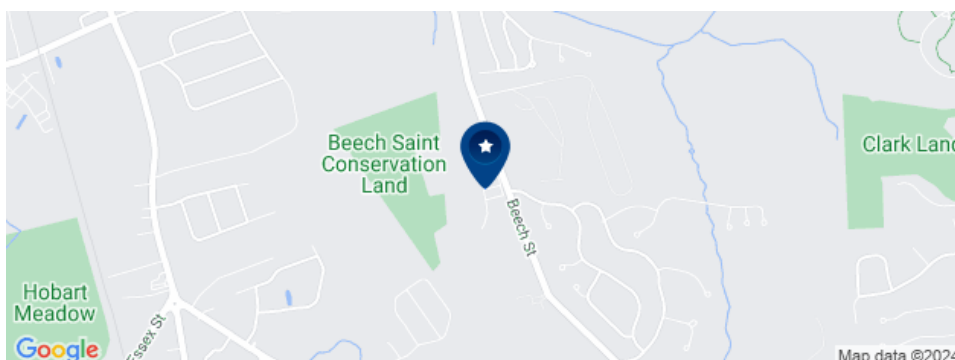 Beech Saint
Conservation
Land
Clark Land
Beech St
Hobart
Meadow
Essex St
Google
Map data ©2024